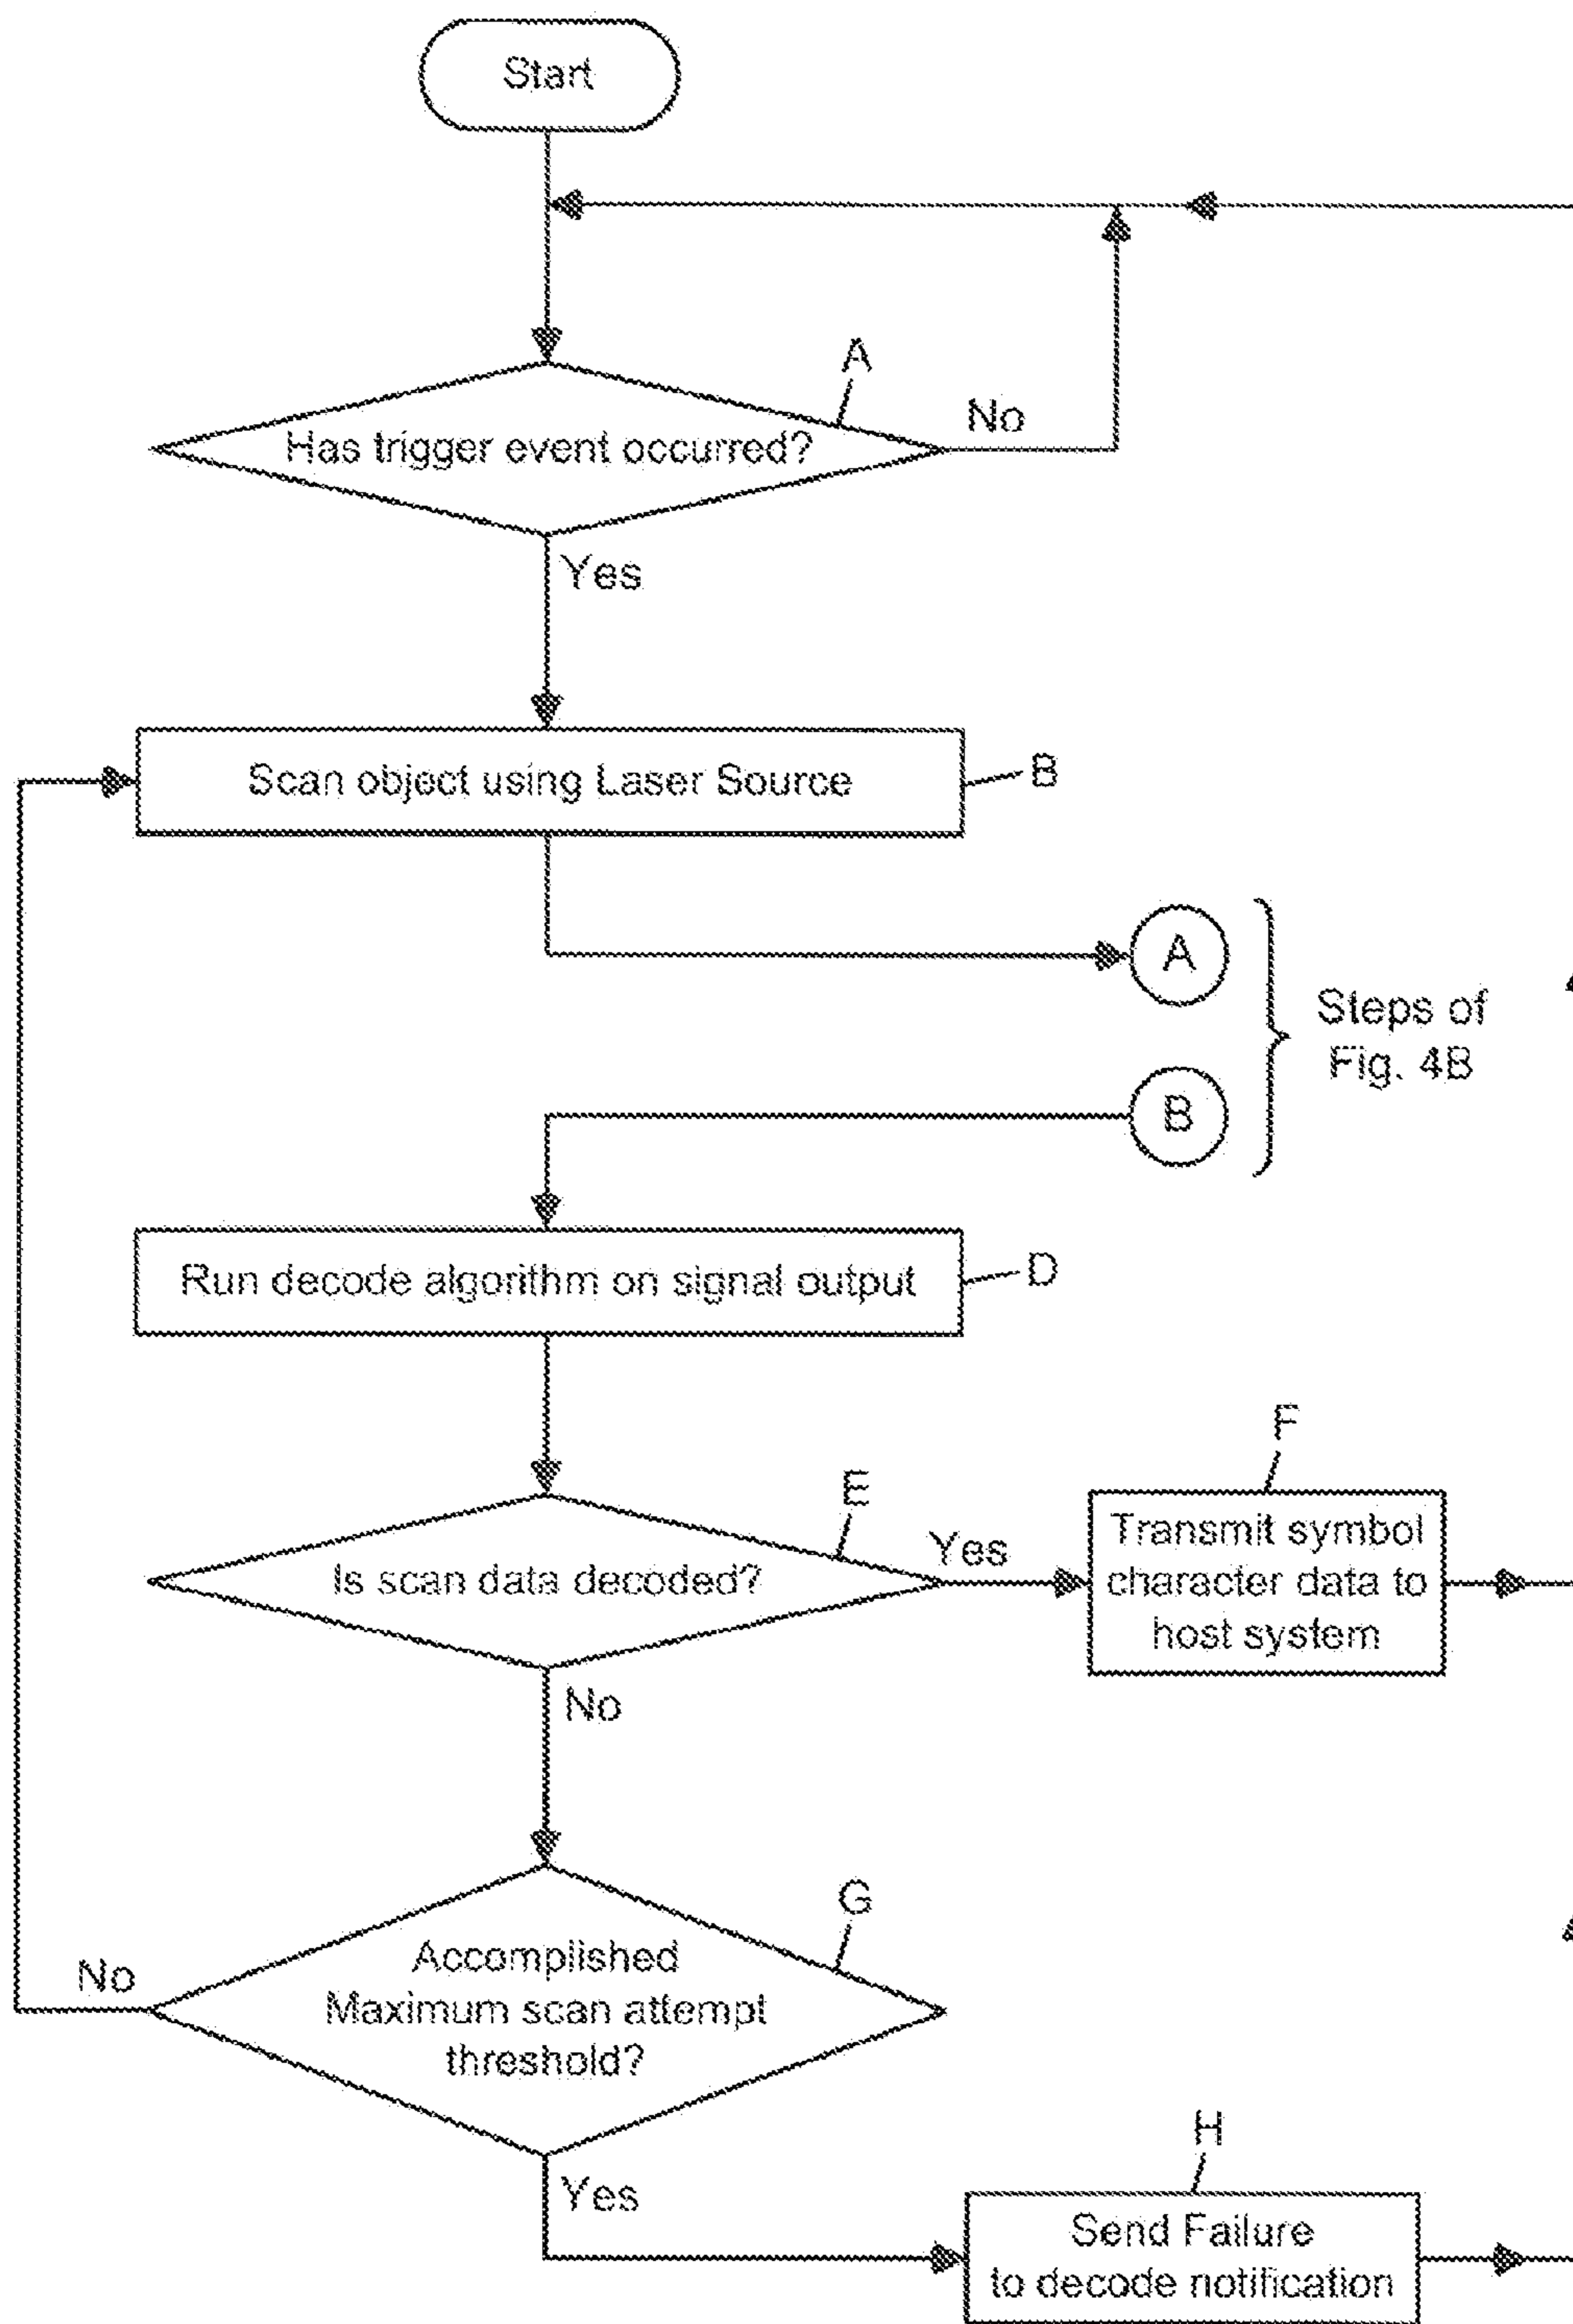 Start
A
Has trigger event occurred?
No
Yes
Scan object using Laser Source
B
A
Steps of
Fig. 4B
B
Run decode algorithm on signal output
D
E
Is scan data decoded?
Yes
F
Transmit symbol
character data to
host system
No
G
Accomplished
Maximum scan attempt
threshold?
No
Yes
H
Send Failure
to decode notification